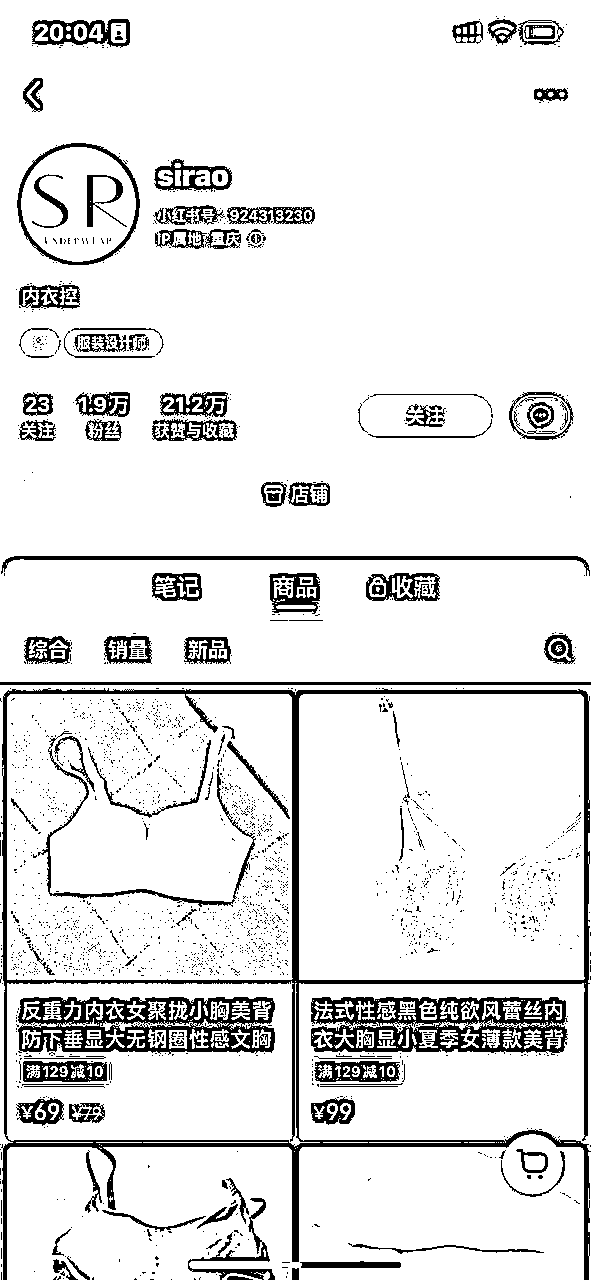 20:04
SR
UNDERWEAR
sirao
小红书号: 924313230
IP属地: 重庆
内衣控
服装设计师
23 1.9万 21.2万
关注 粉丝 获赞与收藏
关注
店铺
笔记 商品 收藏
综合 销量 新品
反重力内衣女聚拢小胸美背
防下垂显大无钢圈性感文胸
满129减10
¥69 ¥79
法式性感黑色纯欲风蕾丝内
衣大胸显小夏季女薄款美背
满129减10
¥99